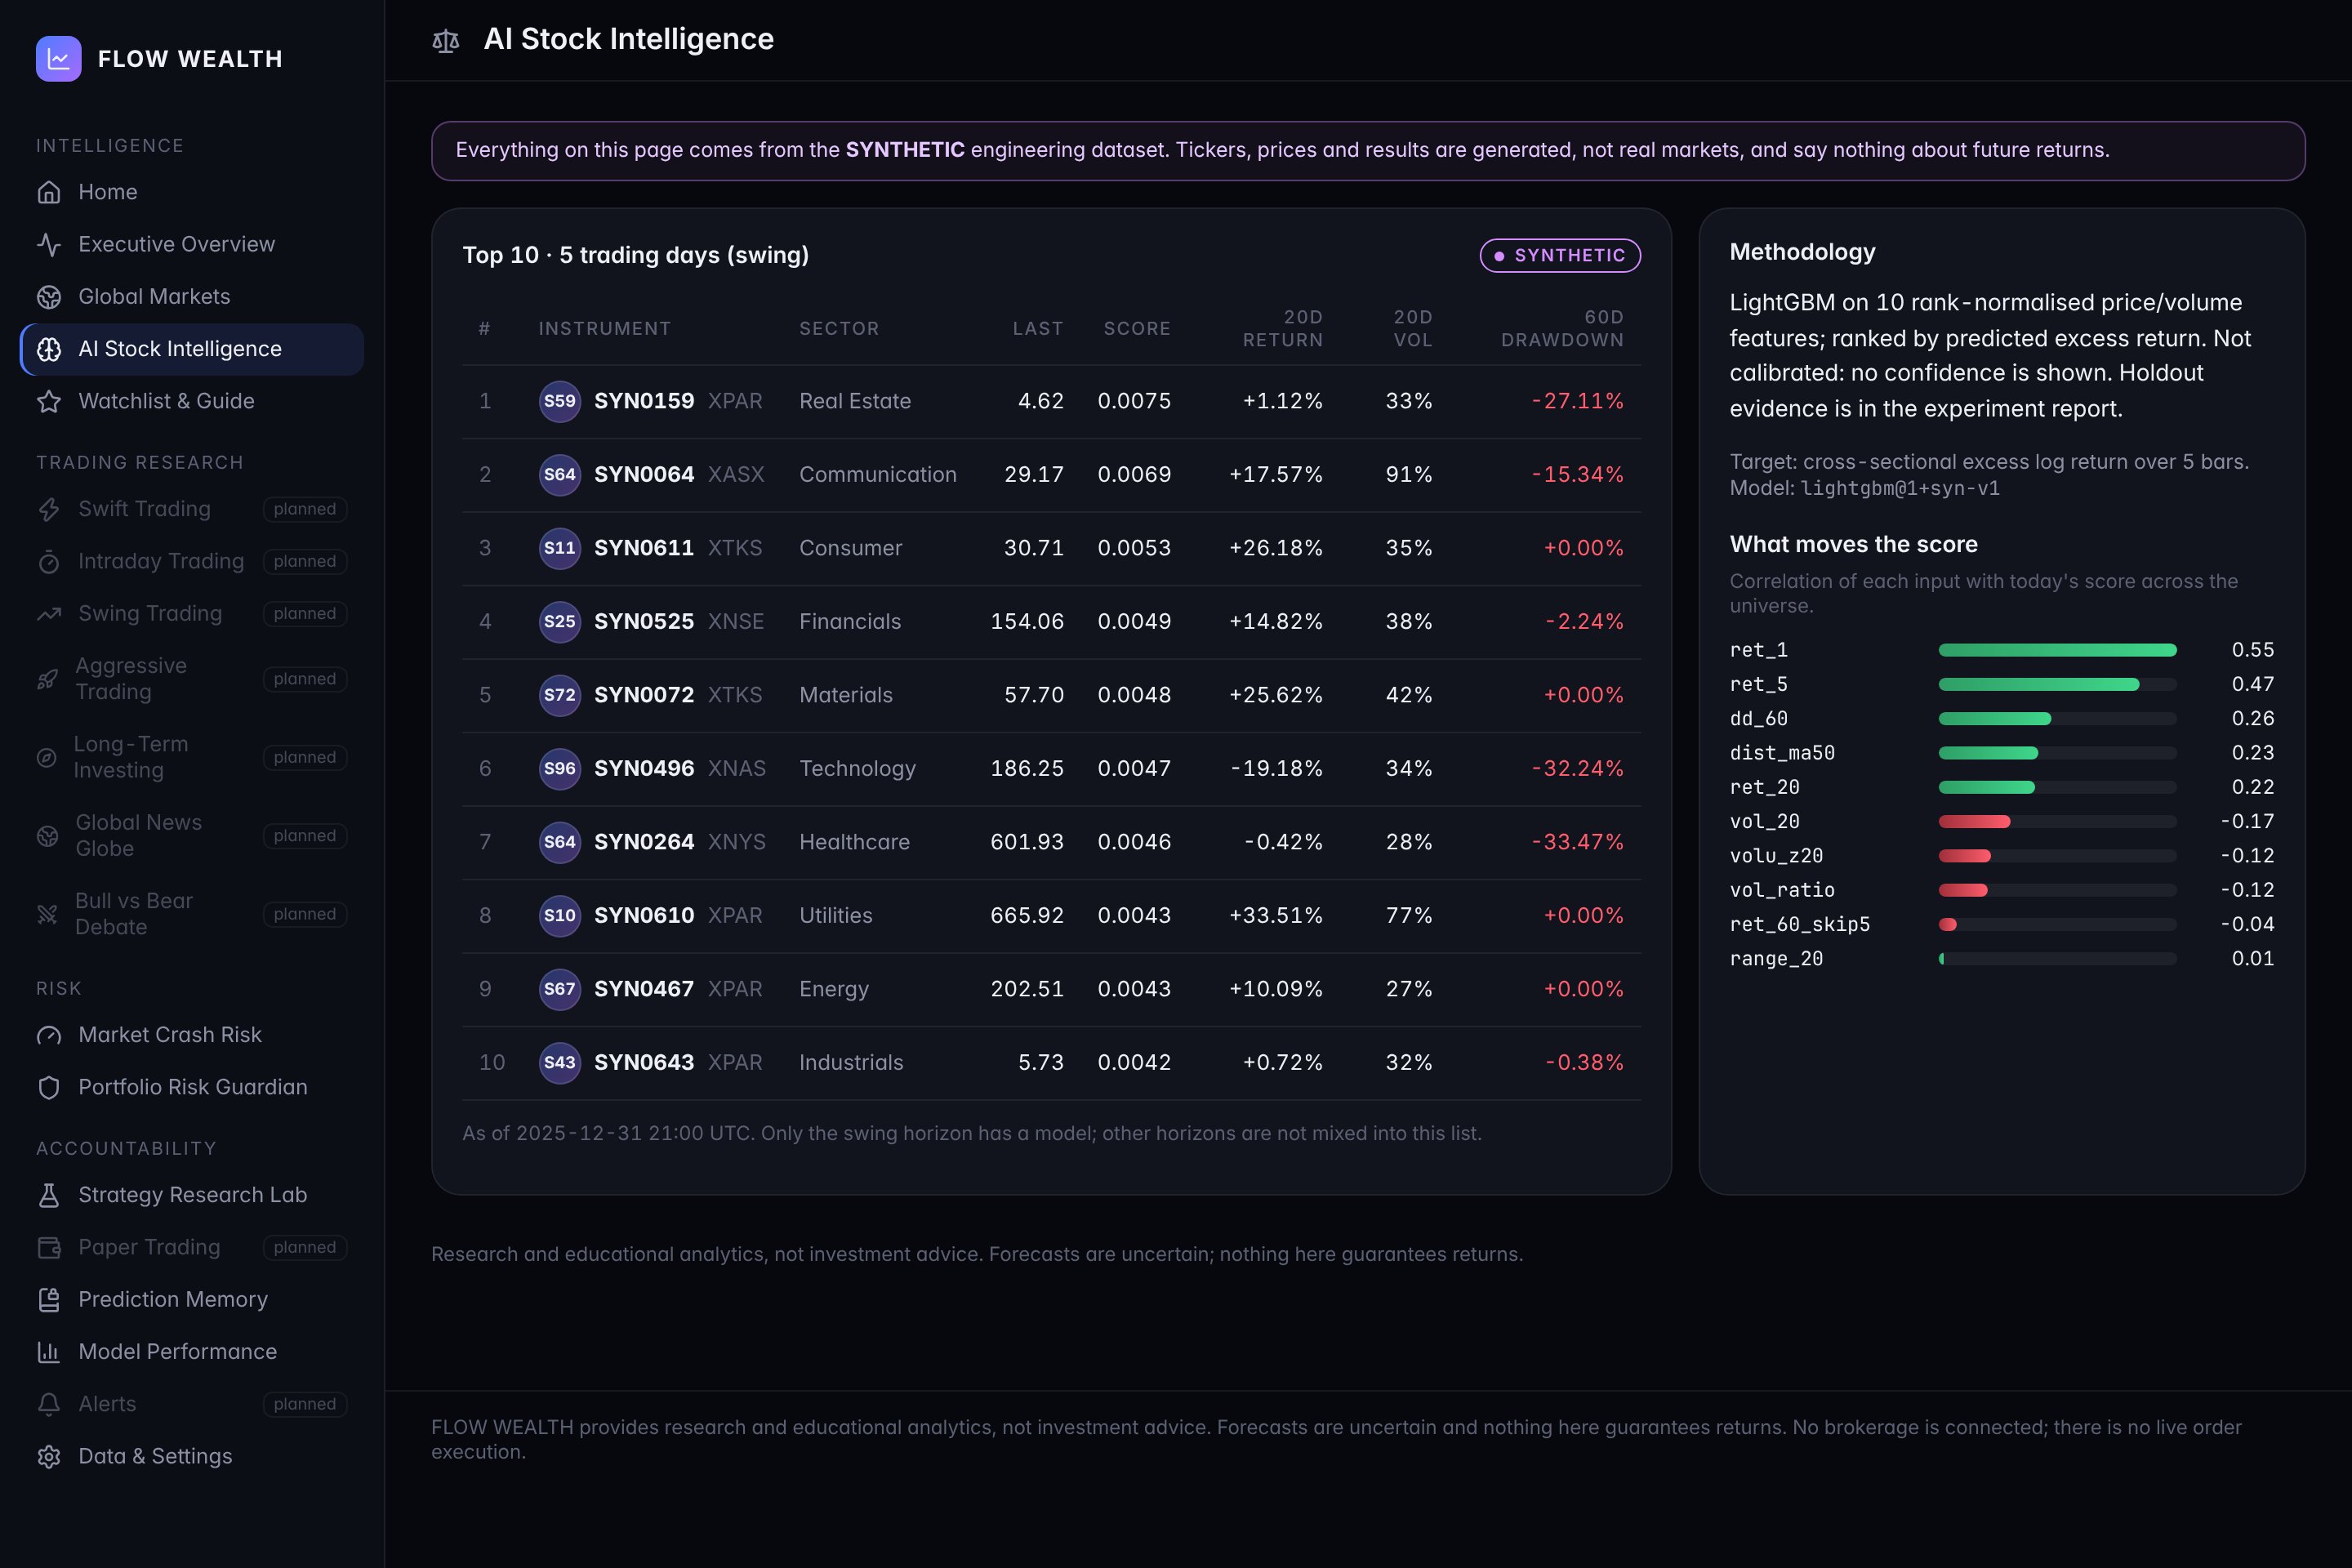 FLOW WEALTH
INTELLIGENCE
Home
Executive Overview
Global Markets
AI Stock Intelligence
Watchlist & Guide
TRADING RESEARCH
Swift Trading planned
Intraday Trading planned
Swing Trading planned
Aggressive
Trading
planned
Long-Term
Investing
planned
Global News
Globe
planned
Bull vs Bear
Debate
planned
RISK
Market Crash Risk
Portfolio Risk Guardian
ACCOUNTABILITY
Strategy Research Lab
Paper Trading planned
Prediction Memory
Model Performance
Alerts planned
Data & Settings
AI Stock Intelligence
Everything on this page comes from the SYNTHETIC engineering dataset. Tickers, prices and results are generated, not real markets, and say nothing about future returns.
Top 10 · 5 trading days (swing)
SYNTHETIC
# INSTRUMENT SECTOR LAST SCORE 20D RETURN 20D VOL 60D DRAWDOWN
1 S59 SYN0159 XPAR Real Estate 4.62 0.0075 +1.12% 33% -27.11%
2 S64 SYN0064 XASX Communication 29.17 0.0069 +17.57% 91% -15.34%
3 S11 SYN0611 XTKS Consumer 30.71 0.0053 +26.18% 35% +0.00%
4 S25 SYN0525 XNSE Financials 154.06 0.0049 +14.82% 38% -2.24%
5 S72 SYN0072 XTKS Materials 57.70 0.0048 +25.62% 42% +0.00%
6 S96 SYN0496 XNAS Technology 186.25 0.0047 -19.18% 34% -32.24%
7 S64 SYN0264 XNYS Healthcare 601.93 0.0046 -0.42% 28% -33.47%
8 S10 SYN0610 XPAR Utilities 665.92 0.0043 +33.51% 77% +0.00%
9 S67 SYN0467 XPAR Energy 202.51 0.0043 +10.09% 27% +0.00%
10 S43 SYN0643 XPAR Industrials 5.73 0.0042 +0.72% 32% -0.38%
As of 2025-12-31 21:00 UTC. Only the swing horizon has a model; other horizons are not mixed into this list.
Methodology
LightGBM on 10 rank-normalised price/volume
features; ranked by predicted excess return. Not
calibrated: no confidence is shown. Holdout
evidence is in the experiment report.
Target: cross-sectional excess log return over 5 bars.
Model: lightgbm@1+syn-v1
What moves the score
Correlation of each input with today's score across the
universe.
ret_1 0.55
ret_5 0.47
dd_60 0.26
dist_ma50 0.23
ret_20 0.22
vol_20 -0.17
volu_z20 -0.12
vol_ratio -0.12
ret_60_skip5 -0.04
range_20 0.01
Research and educational analytics, not investment advice. Forecasts are uncertain; nothing here guarantees returns.
FLOW WEALTH provides research and educational analytics, not investment advice. Forecasts are uncertain and nothing here guarantees returns. No brokerage is connected; there is no live order
execution.